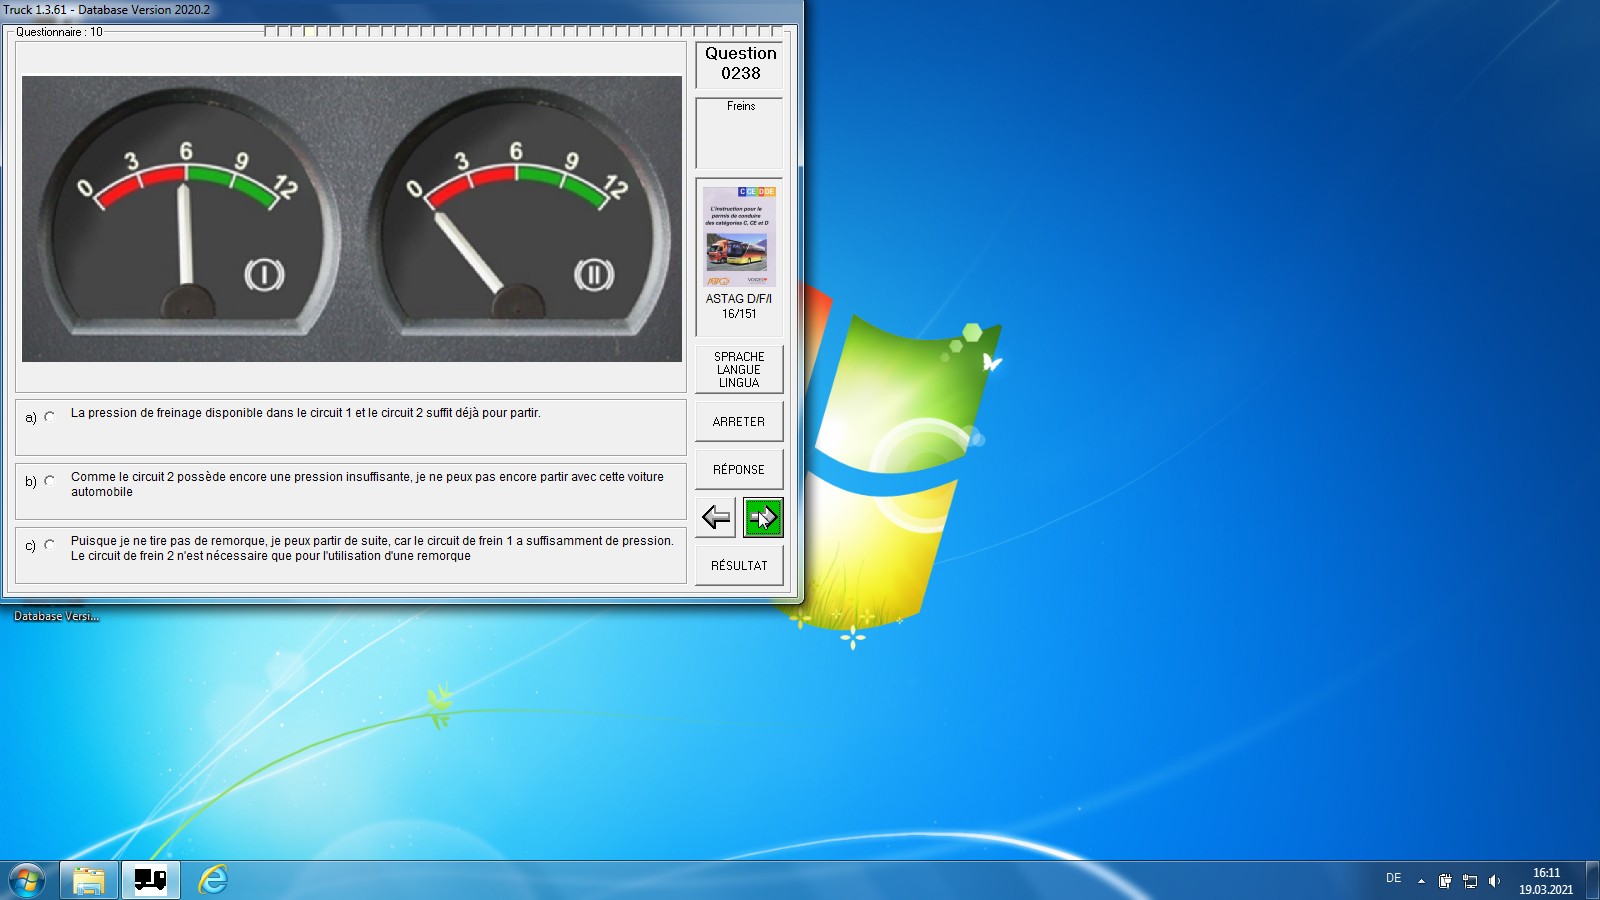 Truck 1.3.61 - Database Version 2020.2
Questionnaire : 10
0 3 6 9 12
I
0 3 6 9 12
II
Question
0238
Freins
C CE D DE
L'instruction pour le
permis de conduire
des catégories C, CE et D
ASTAG D/F/I
16/151
SPRACHE
LANGUE
LINGUA
ARRETER
RÉPONSE
RÉSULTAT
a) La pression de freinage disponible dans le circuit 1 et le circuit 2 suffit déjà pour partir.
b) Comme le circuit 2 possède encore une pression insuffisante, je ne peux pas encore partir avec cette voiture
automobile
c) Puisque je ne tire pas de remorque, je peux partir de suite, car le circuit de frein 1 a suffisamment de pression.
Le circuit de frein 2 n'est nécessaire que pour l'utilisation d'une remorque
Database Versi...
DE
16:11
19.03.2021